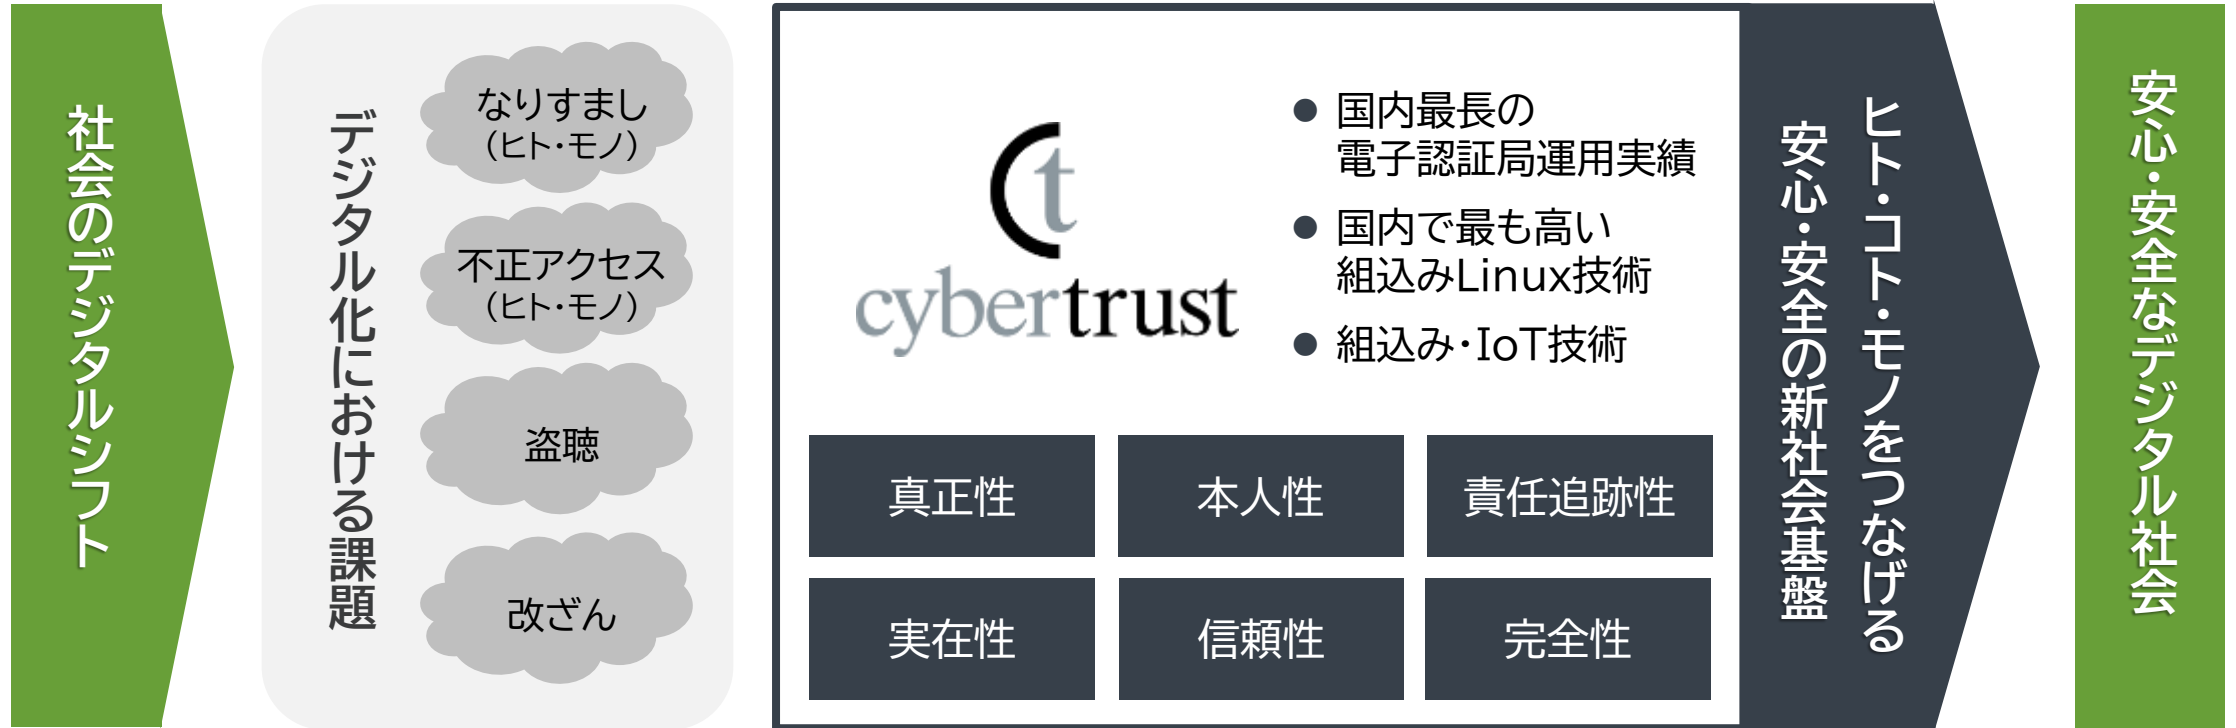 社会のデジタルシフト
デジタル化における課題
なりすまし
(ヒト・モノ)
不正アクセス
(ヒト・モノ)
盗聴
改ざん
ct
cybertrust
● 国内最長の
電子認証局運用実績
● 国内で最も高い
組込みLinux技術
● 組込み・IoT技術
真正性
本人性
責任追跡性
実在性
信頼性
完全性
ヒト・コト・モノをつなげる
安心・安全の新社会基盤
安心・安全なデジタル社会